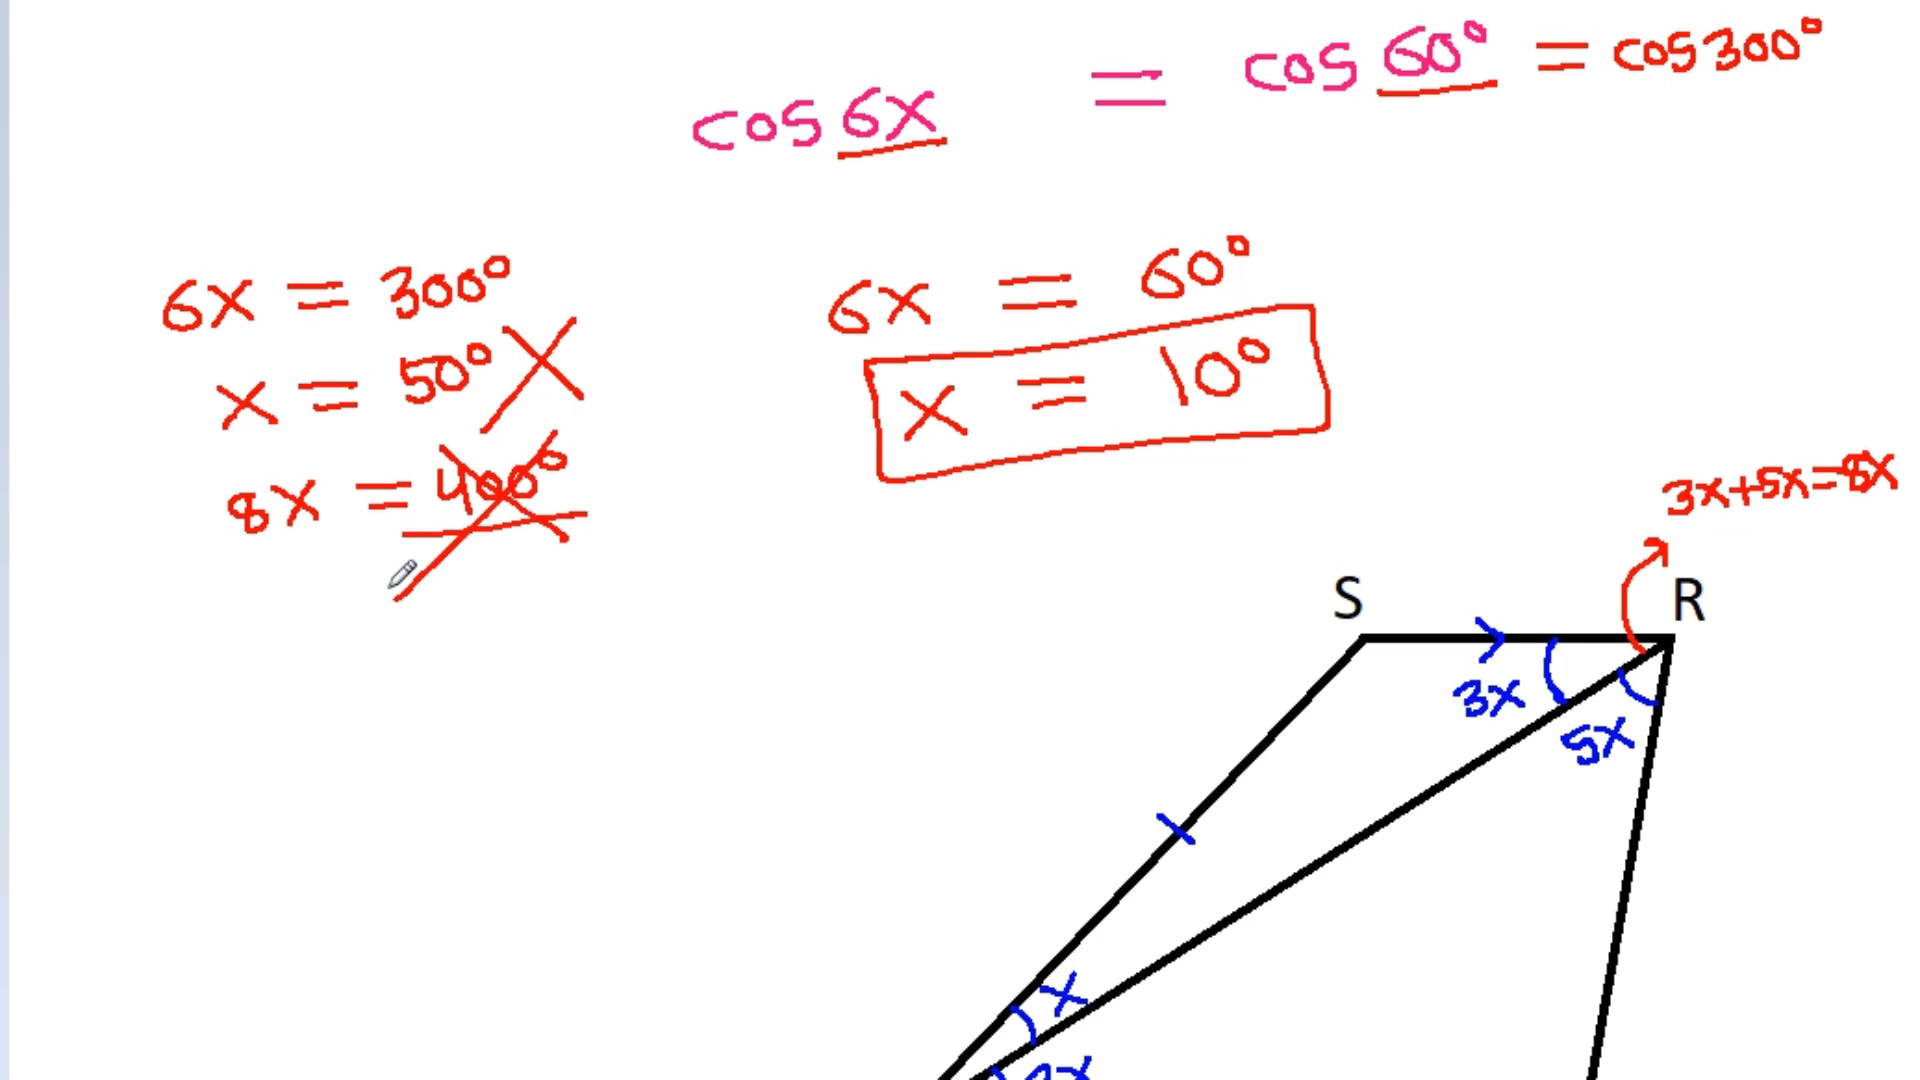 cos 6x = cos 60° = cos 300°
6x = 300°
x = 50°
8x = 400°
6x = 60°
x = 10°
3x+5x=8x
S
R
3x
5x
x